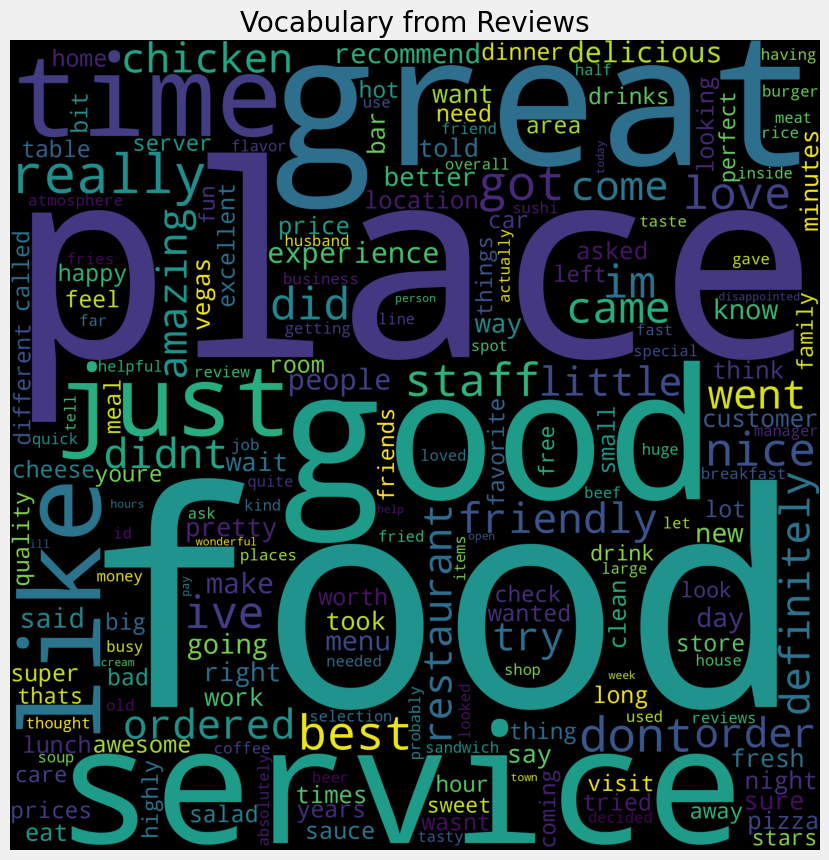 Vocabulary from Reviews
home
chicken
recommend
dinner
delicious
having
time
great
half
hot
use
want
drinks
burger
bit
need
friend
area
looking
perfect
meat
rice
bar
table
server
flavor
told
overall
today
minutes
really
better
got
come
love
inside
atmosphere
fun
excellent
location
sushi
price
car
taste
place
amazing
husband
experience
things
actually
asked
gave
fries
happy
vegas
business
did
left
im
feel
person
came
know
disappointed
family
far
getting
line
way
fast
different
called
spot
special
helpful
review
room
people
staff
little
think
just
tell
meal
went
good
friends
favorite
small
free
customer
manager
quick
didnt
job
wait
loved
huge
nice
cheese
youre
quite
breakfast
like
hours
kind
beef
quality
ask
pretty
help
friendly
lot
definitely
id
fried
let
new
ill
wonderful
places
restaurant
items
open
drink
money
pay
make
large
food
worth
check
clean
look
said
big
ive
took
wanted
day
try
busy
going
menu
store
cream
bad
right
needed
shop
house
super
week
thats
work
long
old
thought
selection
probably
looked
used
reviews
ordered
best
thing
dont
order
lunch
awesome
coffee
sandwich
say
fresh
soup
service
care
highly
absolutely
beer
hour
town
coming
visit
night
times
sweet
tried
sure
prices
salad
years
wasnt
decided
away
pizza
eat
sauce
tasty
stars